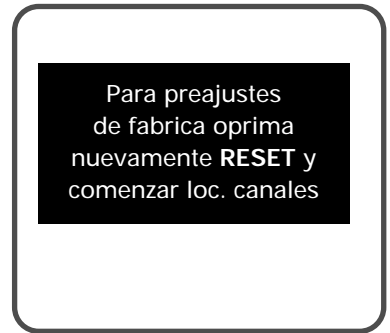 Para preajustes
de fabrica oprima
nuevamente RESET y
comenzar loc. canales